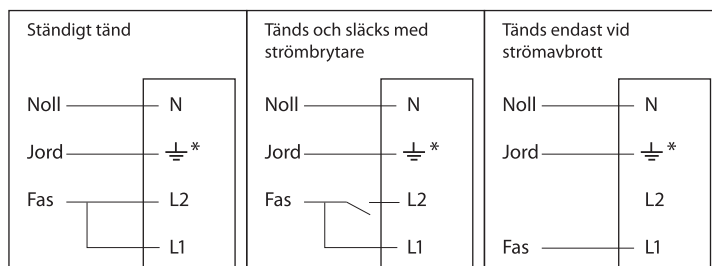 Ständigt tänd
Noll N
Jord *
Fas L2
L1
Tänds och släcks med
strömbrytare
Noll N
Jord *
Fas L2
L1
Tänds endast vid
strömavbrott
Noll N
Jord *
L2
Fas L1